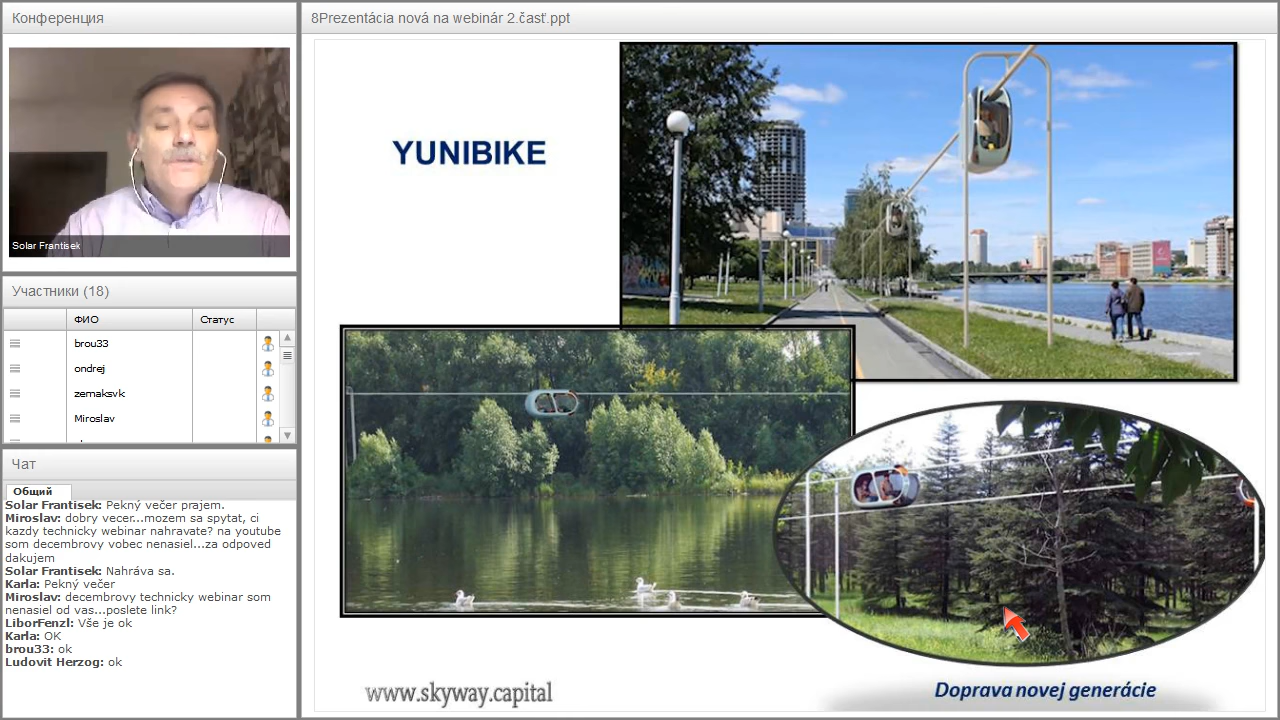 Конференция
8Prezentácia nová na webinár 2.časť.ppt
Solar Frantisek
Участники (18)
ФИО
Статус
brou33
ondrej
zemaksvk
Miroslav
Чат
Общий
Solar Frantisek: Pekný večer prajem.
Miroslav: dobry vecer...mozem sa spytat, ci
kazdy technicky webinar nahravate? na youtube
som decembrovy vobec nenasiel...za odpoved
dakujem
Solar Frantisek: Nahráva sa.
Karla: Pekný večer
Miroslav: decembrovy technicky webinar som
nenasiel od vas...poslete link?
LiborFenzl: Vše je ok
Karla: OK
brou33: ok
Ludovit Herzog: ok
YUNIBIKE
www.skyway.capital
Doprava novej generácie